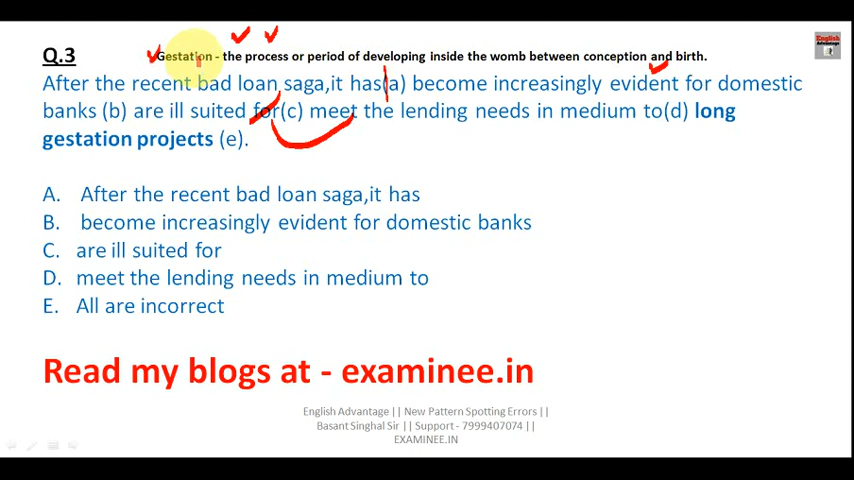 English
Advantage
Q.3
Gestation - the process or period of developing inside the womb between conception and birth.
After the recent bad loan saga,it has(a) become increasingly evident for domestic
banks (b) are ill suited for(c) meet the lending needs in medium to(d) long
gestation projects (e).
A. After the recent bad loan saga,it has
B. become increasingly evident for domestic banks
C. are ill suited for
D. meet the lending needs in medium to
E. All are incorrect
Read my blogs at - examinee.in
English Advantage || New Pattern Spotting Errors ||
Basant Singhal Sir || Support - 7999407074 ||
EXAMINEE.IN